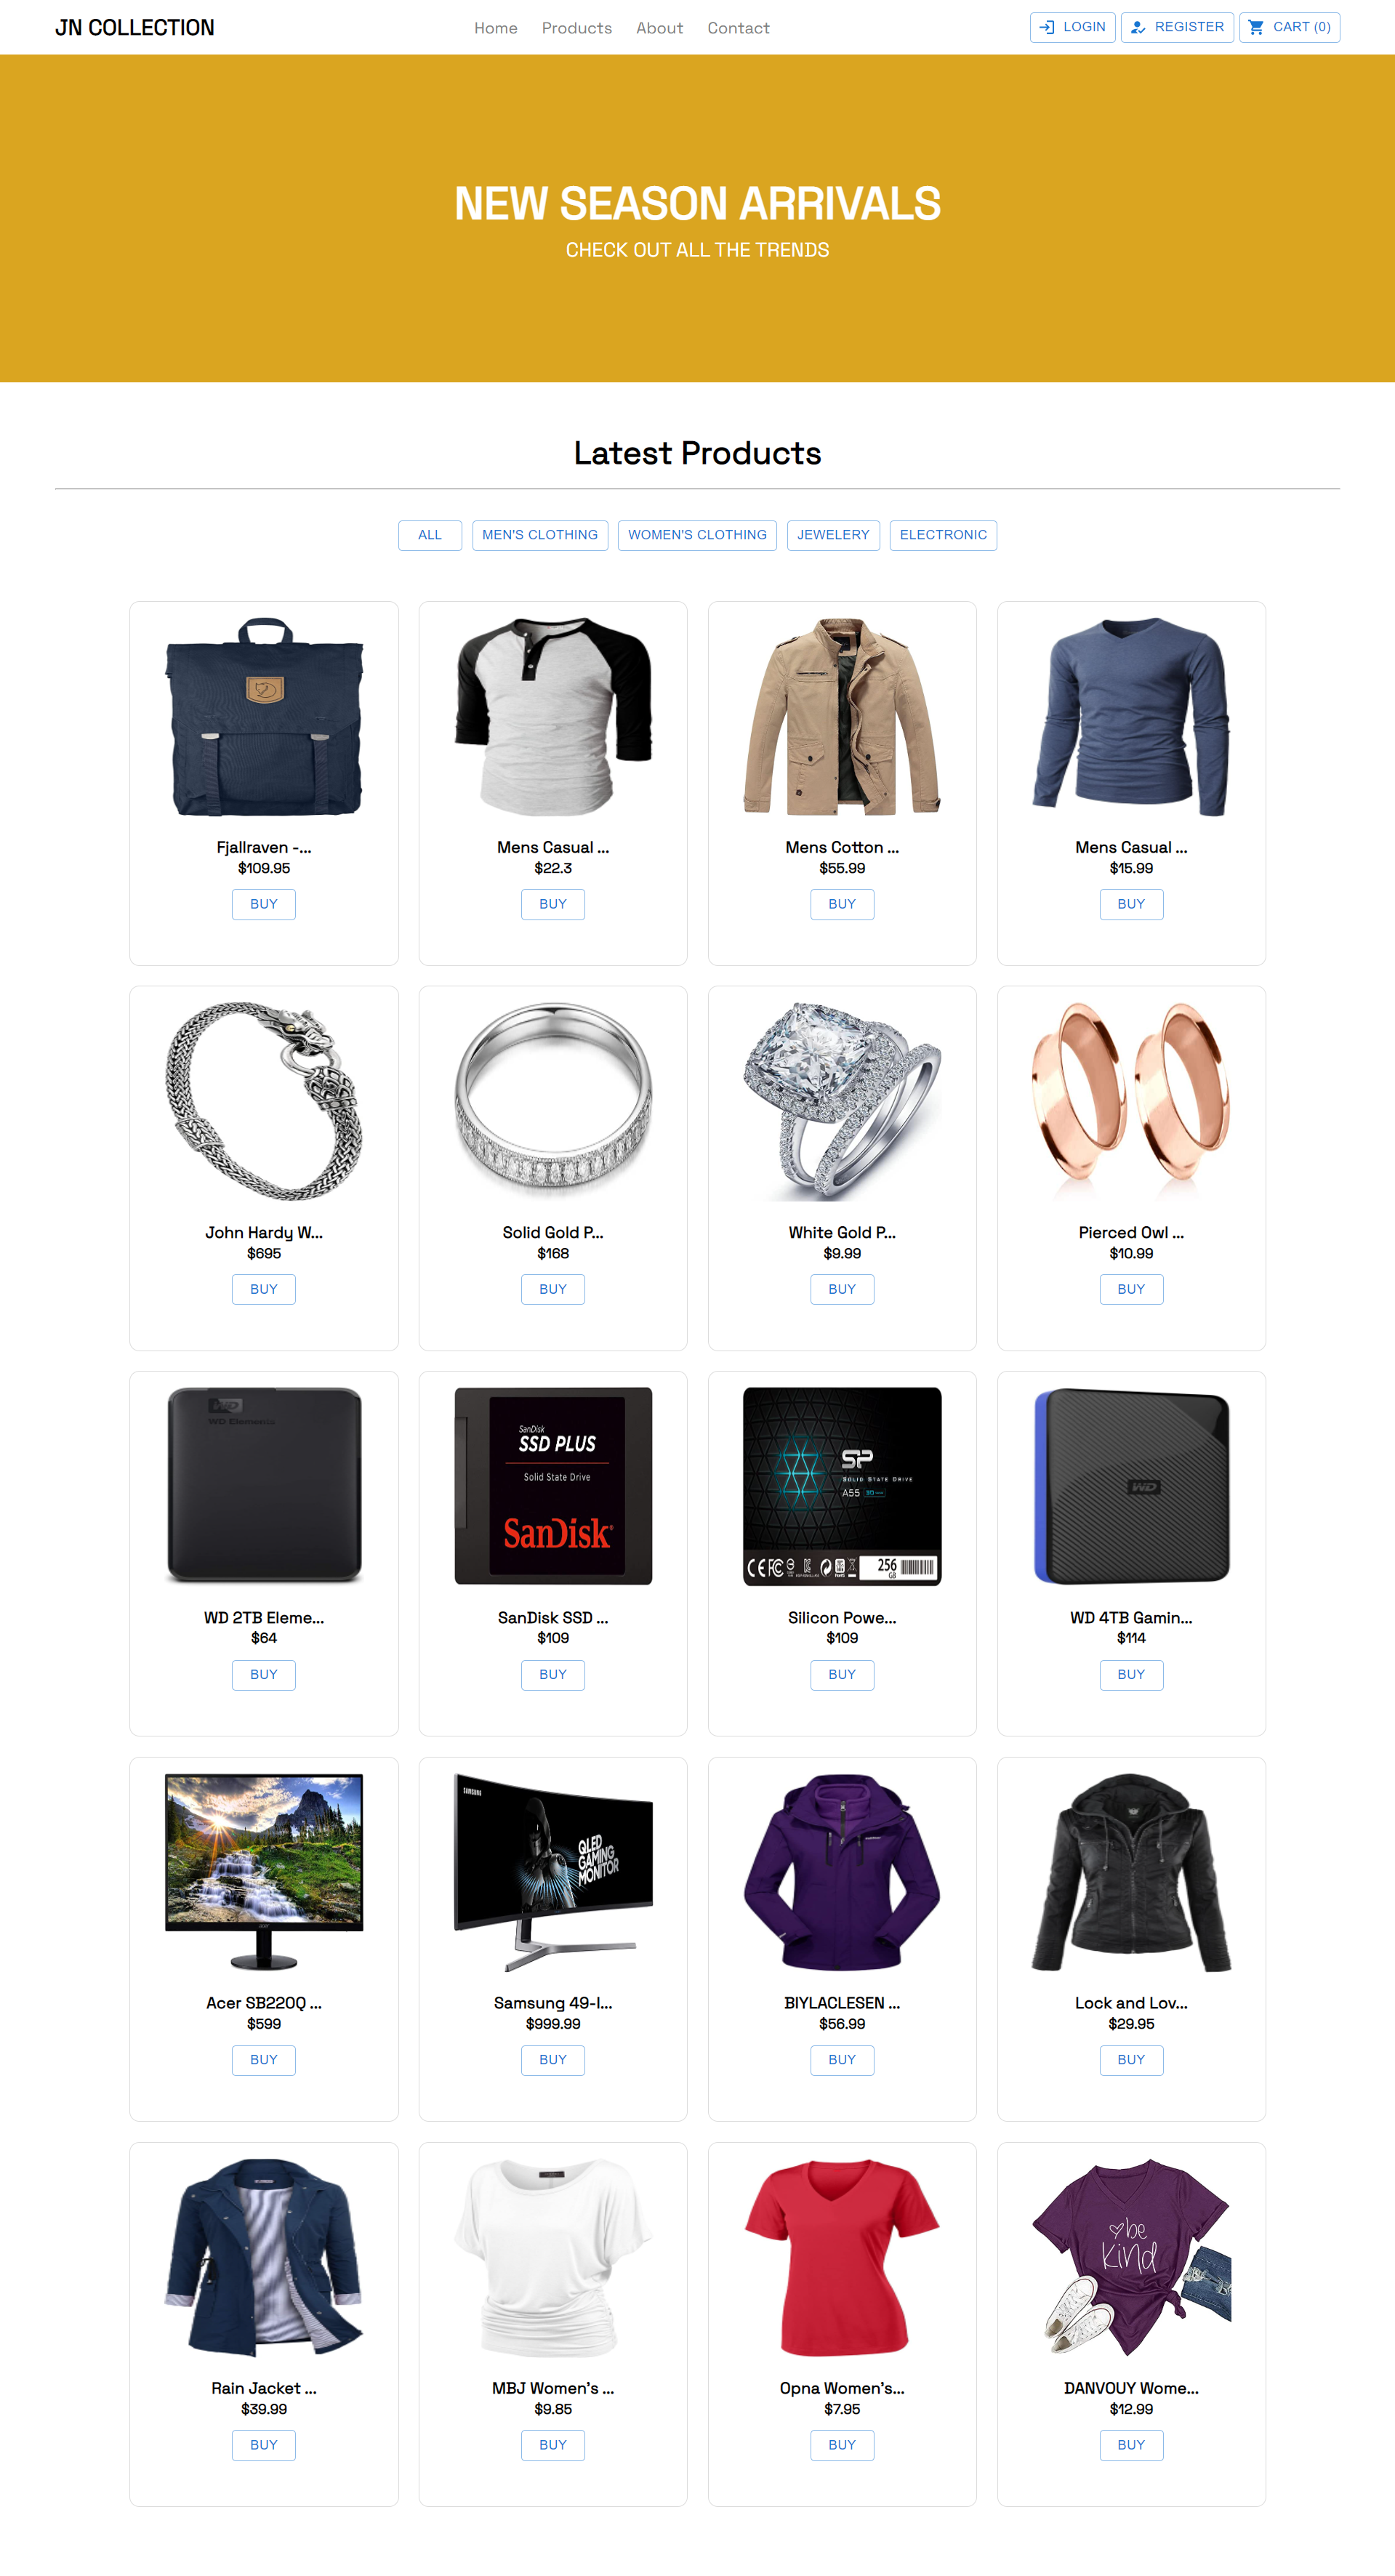 JN COLLECTION
Home Products About Contact
LOGIN REGISTER CART (0)
NEW SEASON ARRIVALS
CHECK OUT ALL THE TRENDS
Latest Products
ALL MEN'S CLOTHING WOMEN'S CLOTHING JEWELERY ELECTRONIC
Fjallraven -...
$109.95
BUY
Mens Casual ...
$22.3
BUY
Mens Cotton ...
$55.99
BUY
Mens Casual ...
$15.99
BUY
John Hardy W...
$695
BUY
Solid Gold P...
$168
BUY
White Gold P...
$9.99
BUY
Pierced Owl ...
$10.99
BUY
WD
WD Elements
WD 2TB Eleme...
$64
BUY
SanDisk
SSD PLUS
Solid State Drive
SanDisk
SanDisk SSD ...
$109
BUY
SP
SOLID STATE DRIVE
A55
256
GB
Silicon Powe...
$109
BUY
WD
WD 4TB Gamin...
$114
BUY
acer
Acer SB220Q ...
$599
BUY
SAMSUNG
QLED
GAMING
MONITOR
Samsung 49-I...
$999.99
BUY
BIYLACLESEN ...
$56.99
BUY
Lock and Lov...
$29.95
BUY
Rain Jacket ...
$39.99
BUY
MBJ Women's ...
$9.85
BUY
Opna Women's...
$7.95
BUY
be
kind
DANVOUY Wome...
$12.99
BUY